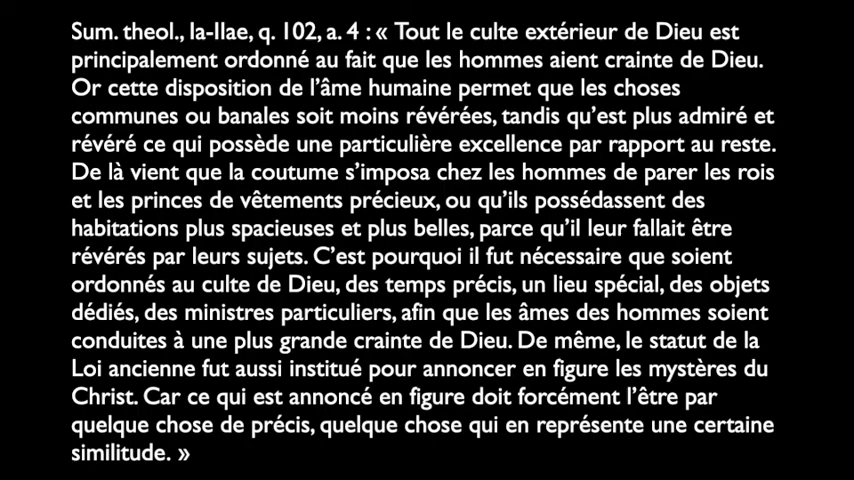 Sum. theol., Ia-IIae, q. 102, a. 4 : « Tout le culte extérieur de Dieu est
principalement ordonné au fait que les hommes aient crainte de Dieu.
Or cette disposition de l’âme humaine permet que les choses
communes ou banales soit moins révérées, tandis qu’est plus admiré et
révéré ce qui possède une particulière excellence par rapport au reste.
De là vient que la coutume s’imposa chez les hommes de parer les rois
et les princes de vêtements précieux, ou qu’ils possédassent des
habitations plus spacieuses et plus belles, parce qu’il leur fallait être
révérés par leurs sujets. C’est pourquoi il fut nécessaire que soient
ordonnés au culte de Dieu, des temps précis, un lieu spécial, des objets
dédiés, des ministres particuliers, afin que les âmes des hommes soient
conduites à une plus grande crainte de Dieu. De même, le statut de la
Loi ancienne fut aussi institué pour annoncer en figure les mystères du
Christ. Car ce qui est annoncé en figure doit forcément l’être par
quelque chose de précis, quelque chose qui en représente une certaine
similitude. »